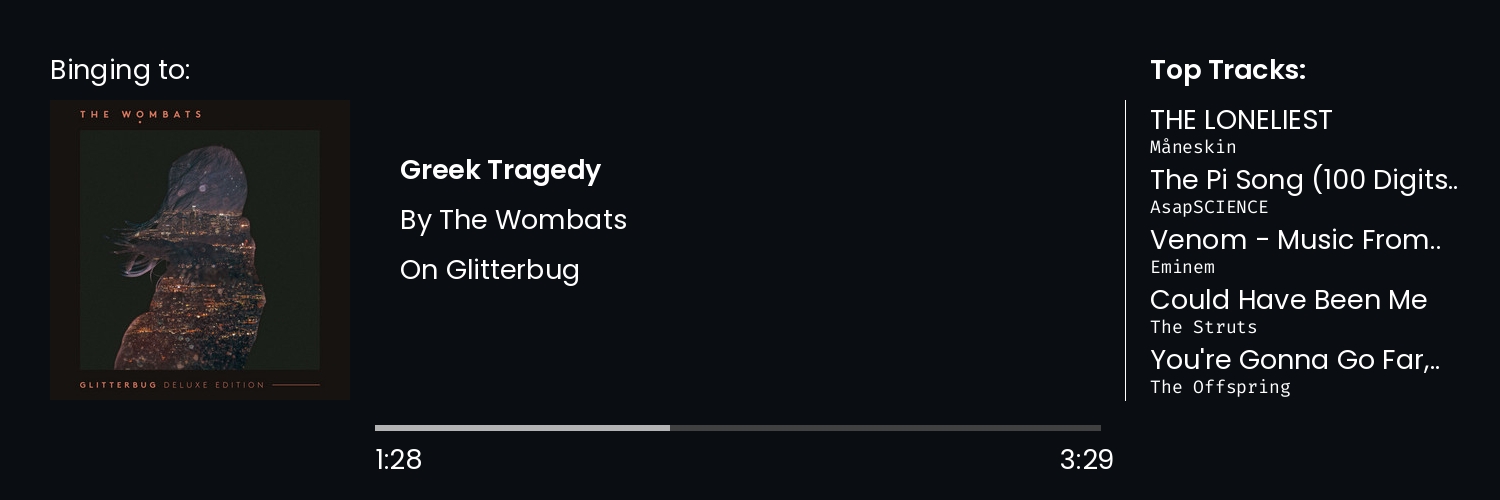 Binging to:
THE WOMBATS
GLITTERBUG DELUXE EDITION
Greek Tragedy
By The Wombats
On Glitterbug
1:28
3:29
Top Tracks:
THE LONELIEST
Måneskin
The Pi Song (100 Digits..
AsapSCIENCE
Venom - Music From..
Eminem
Could Have Been Me
The Struts
You're Gonna Go Far,..
The Offspring